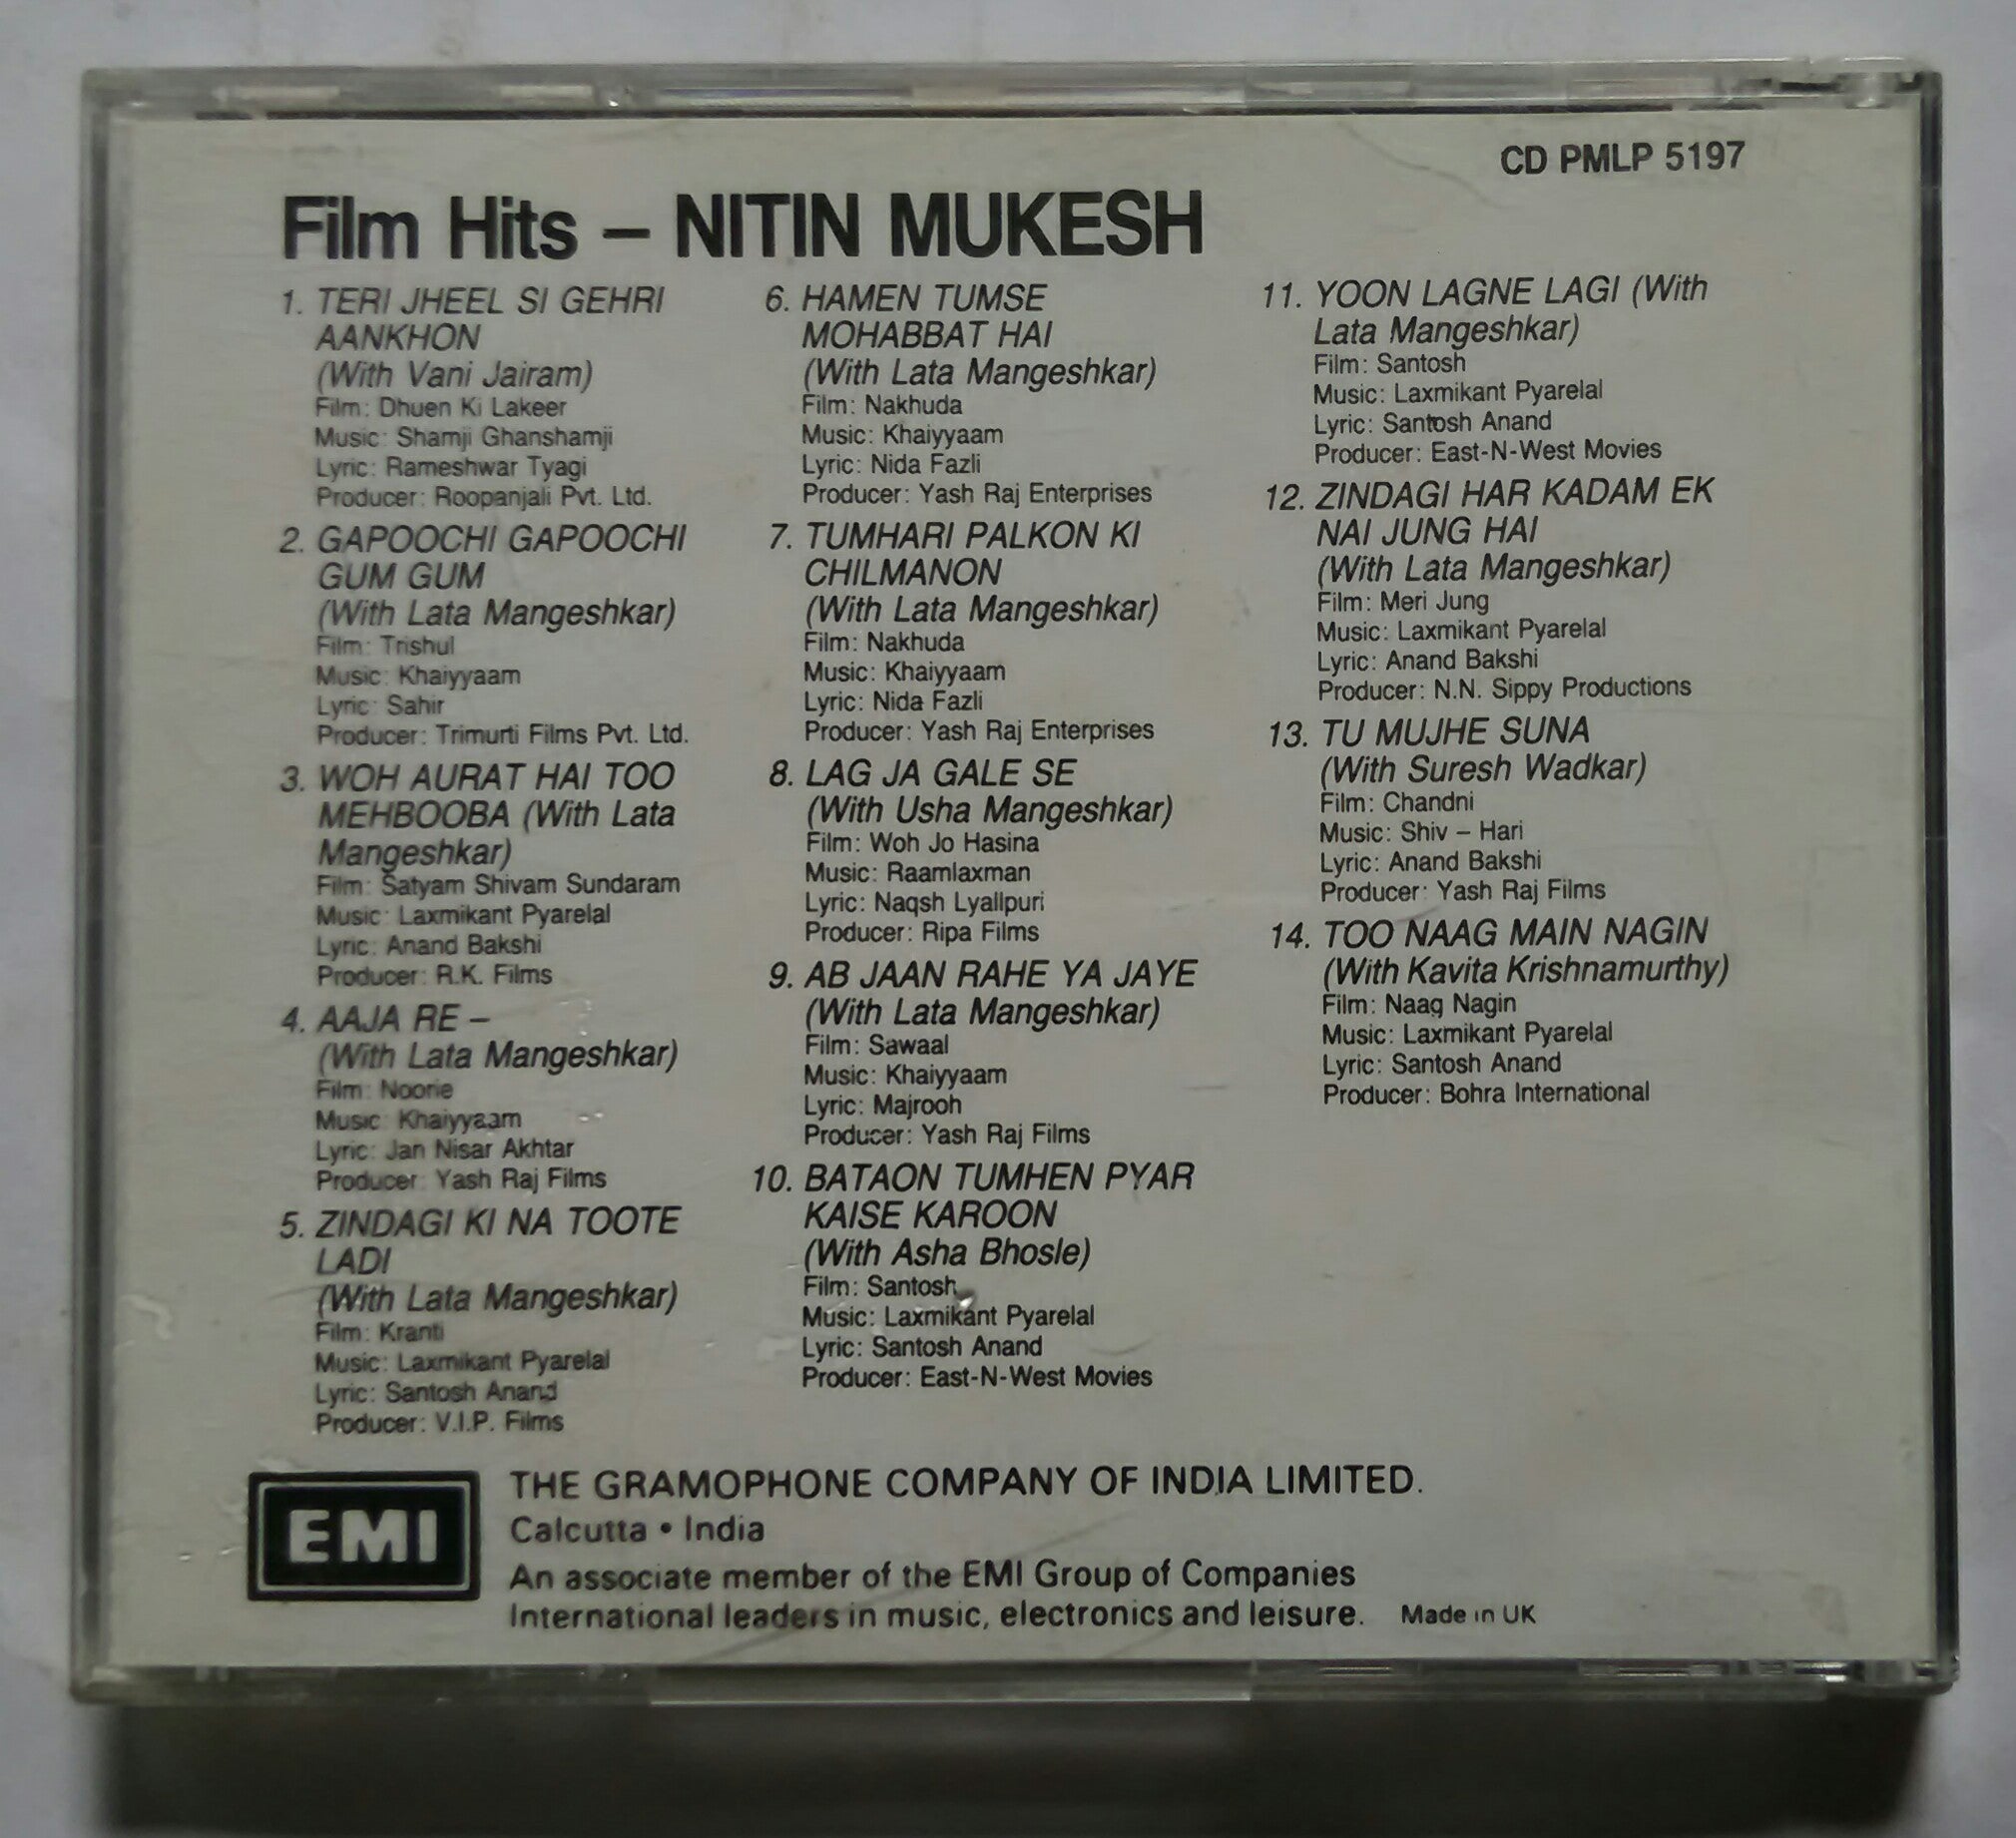 CD PMLP 5197
Film Hits – NITIN MUKESH
1. TERI JHEEL SI GEHRI
AANKHON
(With Vani Jairam)
Film: Dhuen Ki Lakeer
Music: Shamji Ghanshamji
Lyric: Rameshwar Tyagi
Producer: Roopanjali Pvt. Ltd.
2. GAPOOCHI GAPOOCHI
GUM GUM
(With Lata Mangeshkar)
Film: Trishul
Music: Khaiyyaam
Lyric: Sahir
Producer: Trimurti Films Pvt. Ltd.
3. WOH AURAT HAI TOO
MEHBOOBA (With Lata
Mangeshkar)
Film: Satyam Shivam Sundaram
Music: Laxmikant Pyarelal
Lyric: Anand Bakshi
Producer: R.K. Films
4. AAJA RE –
(With Lata Mangeshkar)
Film: Noorie
Music: Khaiyyaam
Lyric: Jan Nisar Akhtar
Producer: Yash Raj Films
5. ZINDAGI KI NA TOOTE
LADI
(With Lata Mangeshkar)
Film: Kranti
Music: Laxmikant Pyarelal
Lyric: Santosh Anand
Producer: V.I.P. Films
6. HAMEN TUMSE
MOHABBAT HAI
(With Lata Mangeshkar)
Film: Nakhuda
Music: Khaiyyaam
Lyric: Nida Fazli
Producer: Yash Raj Enterprises
7. TUMHARI PALKON KI
CHILMANON
(With Lata Mangeshkar)
Film: Nakhuda
Music: Khaiyyaam
Lyric: Nida Fazli
Producer: Yash Raj Enterprises
8. LAG JA GALE SE
(With Usha Mangeshkar)
Film: Woh Jo Hasina
Music: Raamlaxman
Lyric: Naqsh Lyallpuri
Producer: Ripa Films
9. AB JAAN RAHE YA JAYE
(With Lata Mangeshkar)
Film: Sawaal
Music: Khaiyyaam
Lyric: Majrooh
Producer: Yash Raj Films
10. BATAON TUMHEN PYAR
KAISE KAROON
(With Asha Bhosle)
Film: Santosh
Music: Laxmikant Pyarelal
Lyric: Santosh Anand
Producer: East-N-West Movies
11. YOON LAGNE LAGI (With
Lata Mangeshkar)
Film: Santosh
Music: Laxmikant Pyarelal
Lyric: Santosh Anand
Producer: East-N-West Movies
12. ZINDAGI HAR KADAM EK
NAI JUNG HAI
(With Lata Mangeshkar)
Film: Meri Jung
Music: Laxmikant Pyarelal
Lyric: Anand Bakshi
Producer: N.N. Sippy Productions
13. TU MUJHE SUNA
(With Suresh Wadkar)
Film: Chandni
Music: Shiv – Hari
Lyric: Anand Bakshi
Producer: Yash Raj Films
14. TOO NAAG MAIN NAGIN
(With Kavita Krishnamurthy)
Film: Naag Nagin
Music: Laxmikant Pyarelal
Lyric: Santosh Anand
Producer: Bohra International
EMI
THE GRAMOPHONE COMPANY OF INDIA LIMITED.
Calcutta • India
An associate member of the EMI Group of Companies
International leaders in music, electronics and leisure. Made in UK